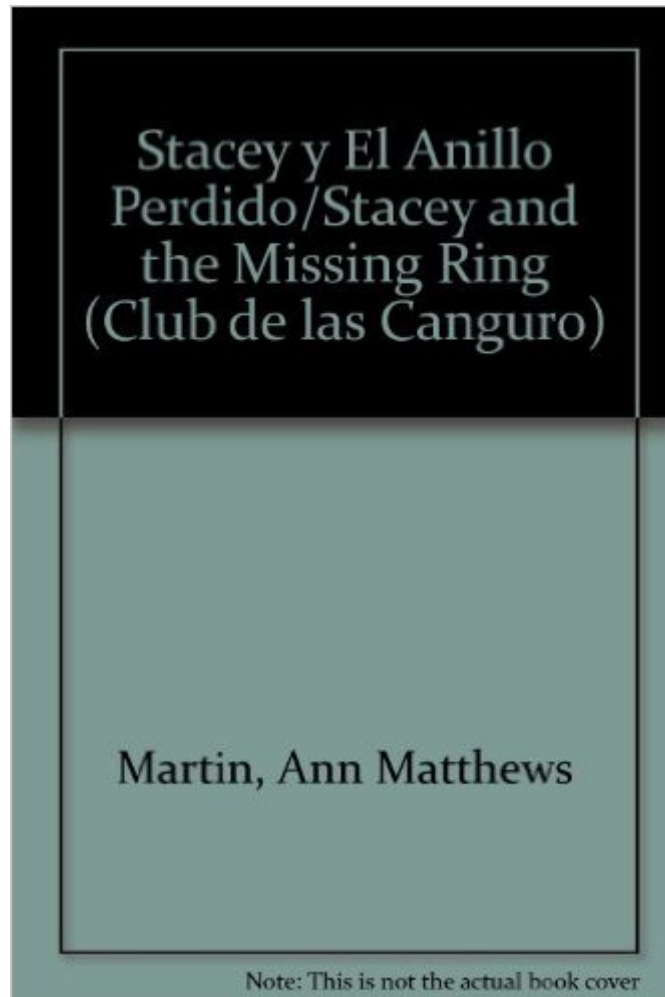 Stacey y El Anillo
Perdido/Stacey and
the Missing Ring
(Club de las Canguro)
Martin, Ann Matthews
Note: This is not the actual book cover